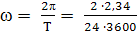 ω = 2π/T = 2·2,34/24·3600